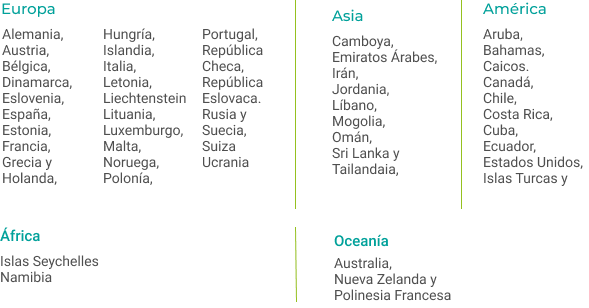 Europa
Alemania,
Austria,
Bélgica,
Dinamarca,
Eslovenia,
España,
Estonia,
Francia,
Grecia y
Holanda,
Hungría,
Islandia,
Italia,
Letonia,
Liechtenstein
Lituania,
Luxemburgo,
Malta,
Noruega,
Polonía,
Portugal,
República
Checa,
República
Eslovaca.
Rusia y
Suecia,
Suiza
Ucrania
Asia
Camboya,
Emiratos Árabes,
Irán,
Jordania,
Líbano,
Mogolia,
Omán,
Sri Lanka y
Tailandaia,
América
Aruba,
Bahamas,
Caicos.
Canadá,
Chile,
Costa Rica,
Cuba,
Ecuador,
Estados Unidos,
Islas Turcas y
África
Islas Seychelles
Namibia
Oceanía
Australia,
Nueva Zelanda y
Polinesia Francesa